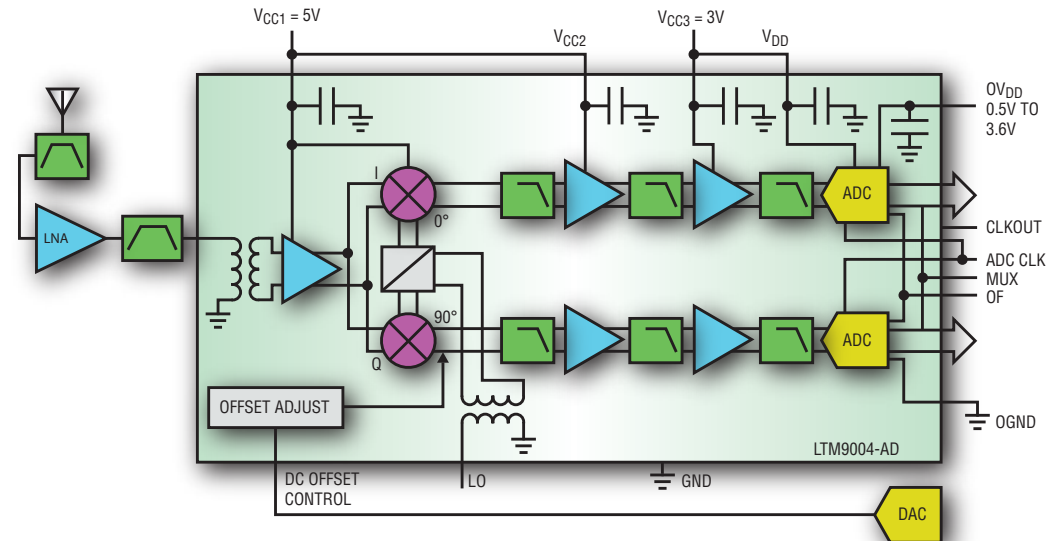 VCC1 = 5V
VCC2
VCC3 = 3V
VDD
OVDD
0.5V TO
3.6V
I
0°
ADC
LNA
CLKOUT
ADC CLK
MUX
OF
90°
Q
ADC
OFFSET ADJUST
OGND
LTM9004-AD
DC OFFSET
CONTROL
LO
GND
DAC